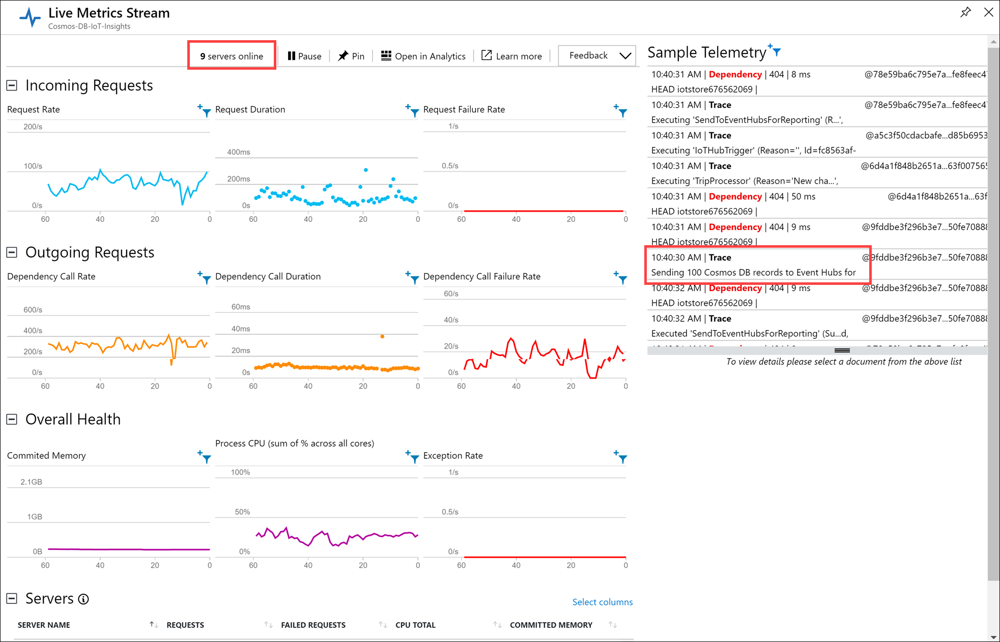 Live Metrics Stream
Cosmos-DB-IoT-Insights
9 servers online
Pause
Pin
Open in Analytics
Learn more
Feedback
Incoming Requests
Request Rate
200/s
100/s
0/s
60 40 20 0
Request Duration
400ms
200ms
0s
60 40 20 0
Request Failure Rate
1/s
0.5/s
0/s
60 40 20 0
Outgoing Requests
Dependency Call Rate
600/s
400/s
200/s
0/s
60 40 20 0
Dependency Call Duration
60ms
40ms
20ms
0s
60 40 20 0
Dependency Call Failure Rate
60/s
40/s
20/s
0/s
60 40 20 0
Overall Health
Commited Memory
2.1GB
1GB
0B
60 40 20 0
Process CPU (sum of % across all cores)
100%
50%
0%
60 40 20 0
Exception Rate
1/s
0.5/s
0/s
60 40 20 0
Servers
Select columns
SERVER NAME REQUESTS FAILED REQUESTS CPU TOTAL COMMITTED MEMORY
Sample Telemetry
10:40:31 AM | Dependency | 404 | 8 ms @78e59ba6c795e7a...fe8feec4
HEAD iotstore676562069 |
10:40:31 AM | Trace @78e59ba6c795e7a...fe8feec4
Executing 'SendToEventHubsForReporting' (R...',
10:40:31 AM | Trace @a5c3f50cdacbafe...d85b6953
Executing 'IoTHubTrigger' (Reason='', Id=fc8563af-
10:40:31 AM | Trace @6d4a1f848b2651a...63f007565
Executing 'TripProcessor' (Reason='New cha...',
10:40:31 AM | Dependency | 404 | 50 ms @6d4a1f848b2651a...63f
HEAD iotstore676562069 |
10:40:31 AM | Dependency | 404 | 9 ms @9fddbe3f296b3e7...50fe70888
HEAD iotstore676562069 |
10:40:30 AM | Trace @9fddbe3f296b3e7...50fe70888
Sending 100 Cosmos DB records to Event Hubs for
10:40:32 AM | Dependency | 404 | 9 ms @9fddbe3f296b3e7...50fe70888
HEAD iotstore676562069 |
10:40:32 AM | Trace @9fddbe3f296b3e7...50fe70888
Executed 'SendToEventHubsForReporting' (Su...d,
To view details please select a document from the above list